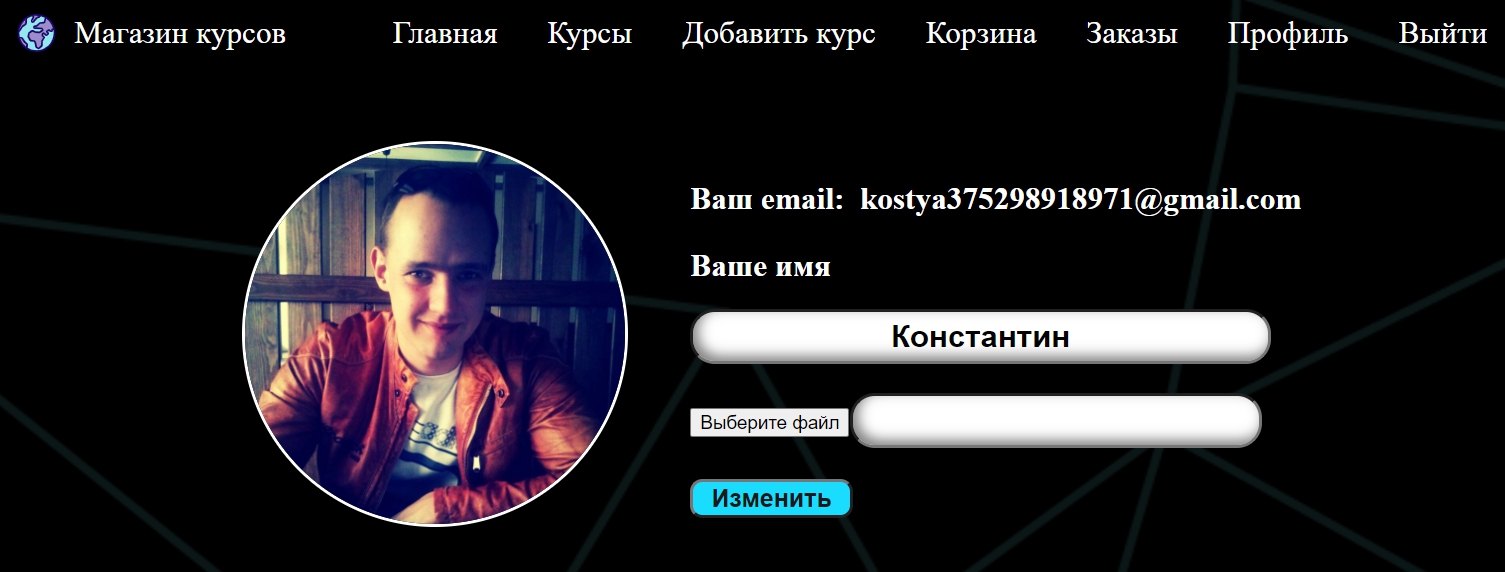 Магазин курсов Главная Курсы Добавить курс Корзина Заказы Профиль Выйти
Ваш email: kostya375298918971@gmail.com
Ваше имя
Константин
Выберите файл
Изменить